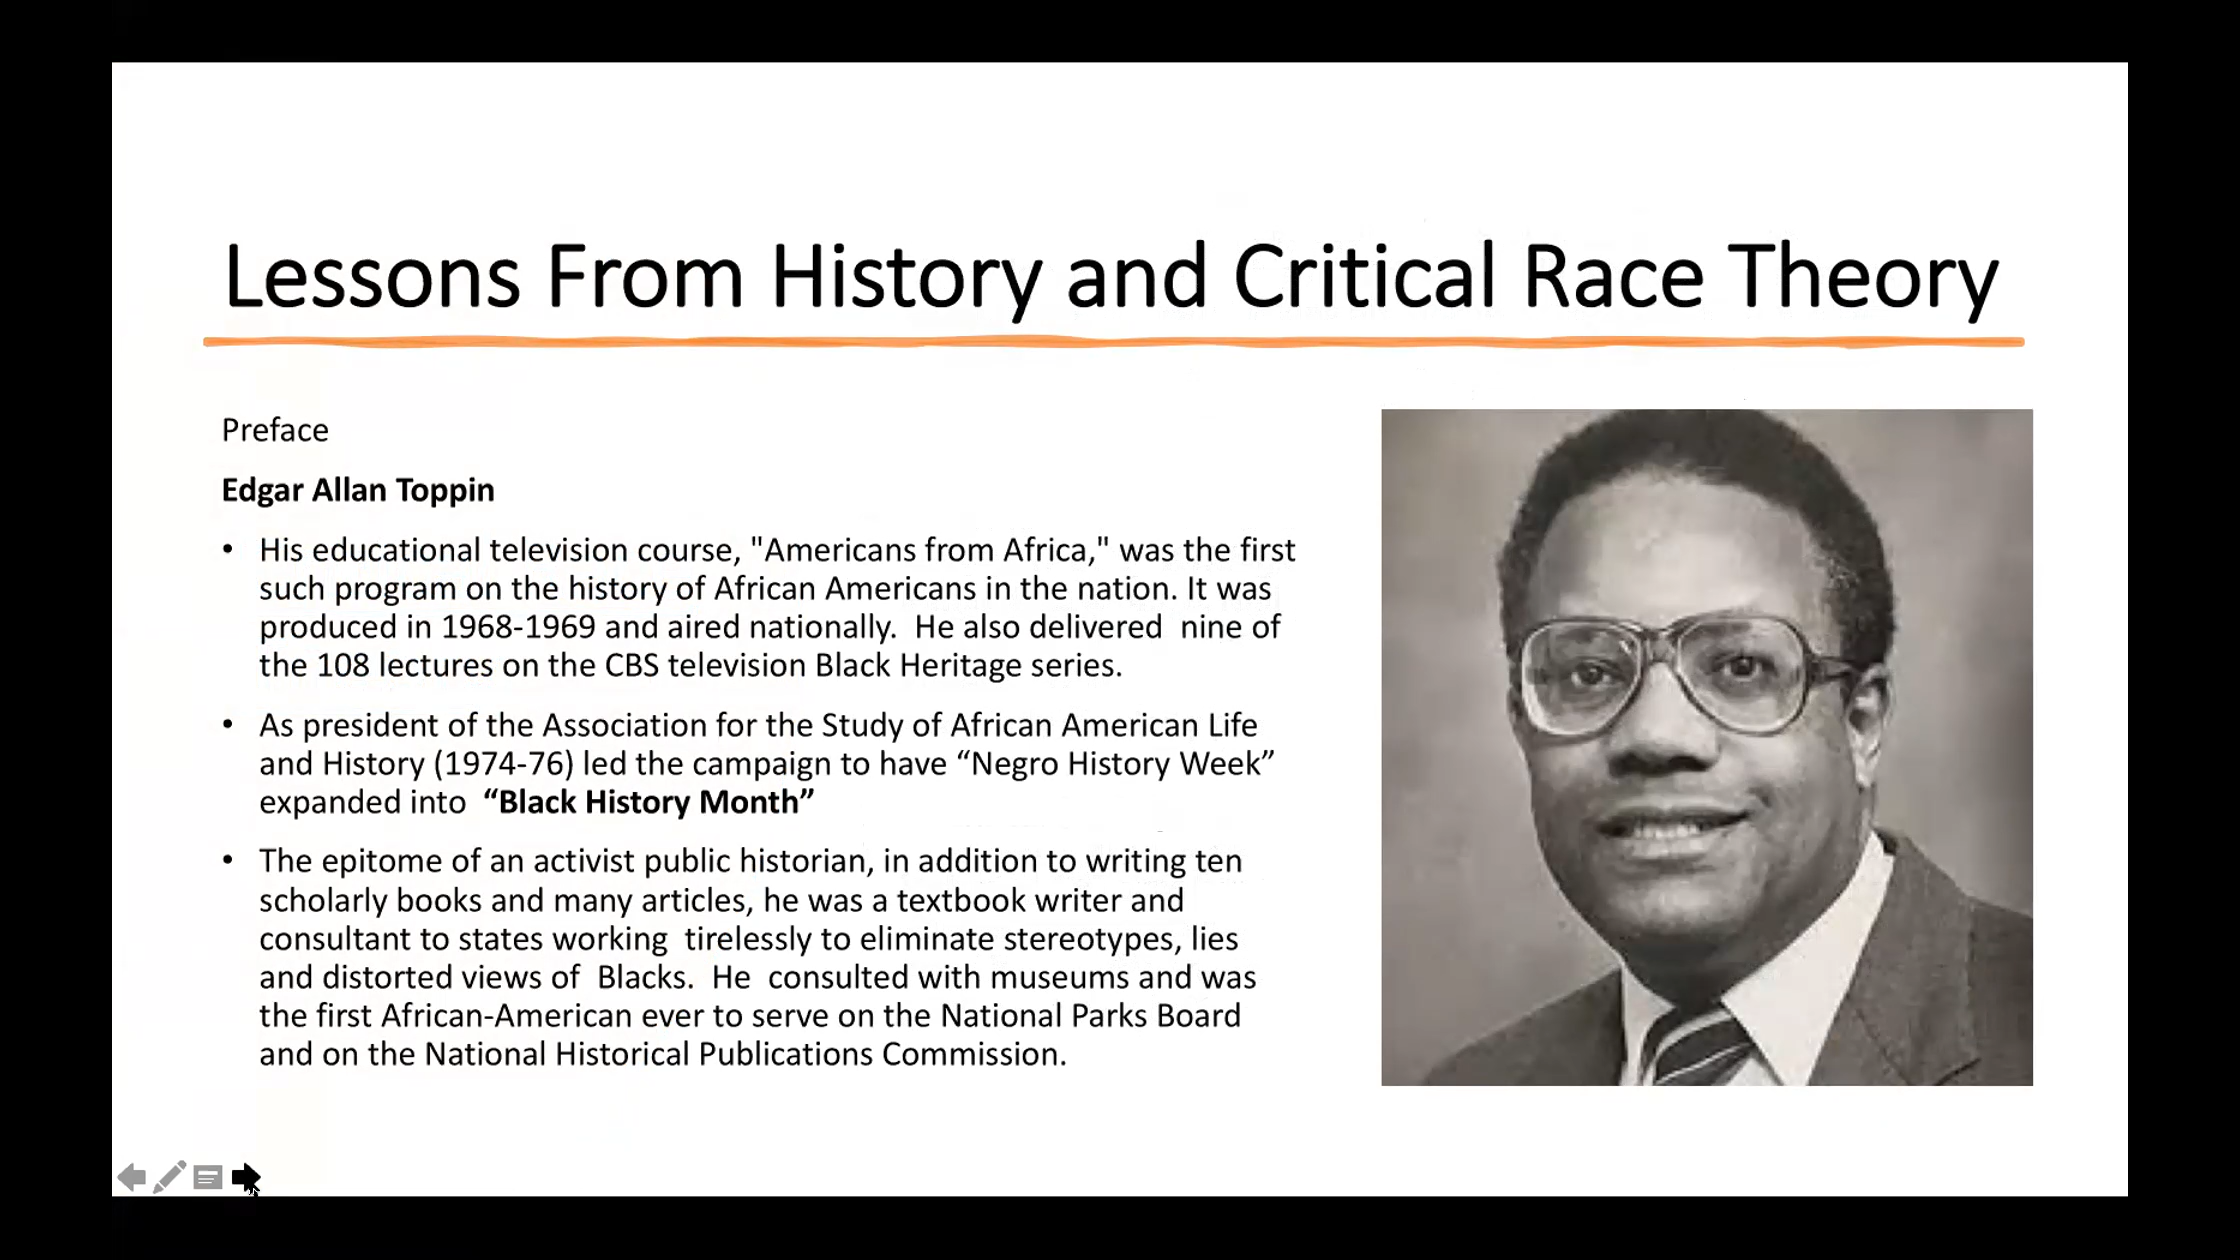 Lessons From History and Critical Race Theory
Preface
Edgar Allan Toppin
• His educational television course, "Americans from Africa," was the first
such program on the history of African Americans in the nation. It was
produced in 1968-1969 and aired nationally.  He also delivered  nine of
the 108 lectures on the CBS television Black Heritage series.
• As president of the Association for the Study of African American Life
and History (1974-76) led the campaign to have “Negro History Week”
expanded into  “Black History Month”
• The epitome of an activist public historian, in addition to writing ten
scholarly books and many articles, he was a textbook writer and
consultant to states working  tirelessly to eliminate stereotypes, lies
and distorted views of  Blacks.  He  consulted with museums and was
the first African-American ever to serve on the National Parks Board
and on the National Historical Publications Commission.